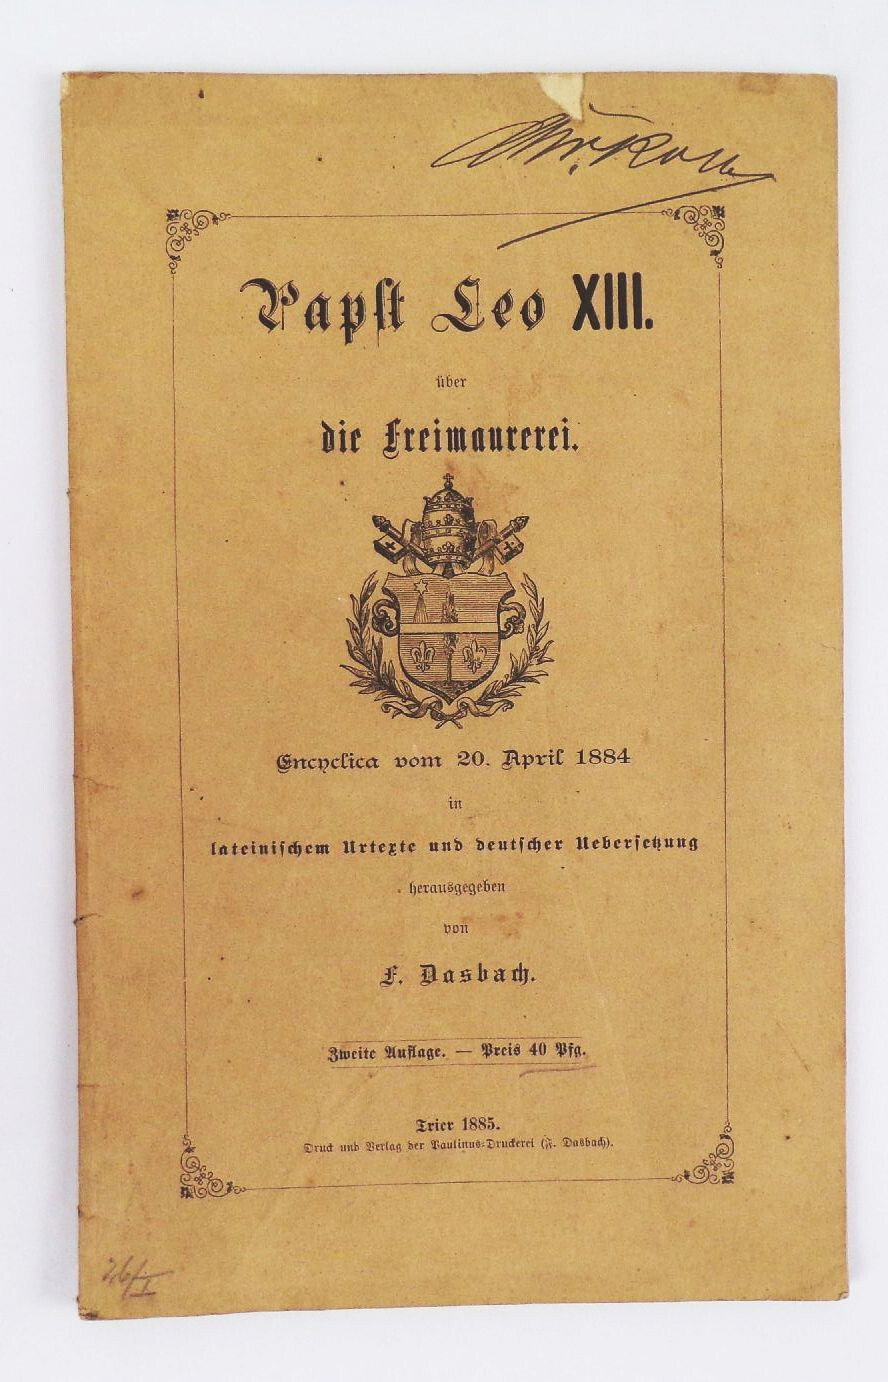 Papst Leo XIII.
über
die Freimaurerei.
Encyclica vom 20. April 1884
in
lateinischem Urtexte und deutscher Uebersetzung
herausgegeben
von
F. Dasbach.
Zweite Auflage. — Preis 40 Pfg.
Trier 1885.
Druck und Verlag der Paulinus-Druckerei (F. Dasbach).